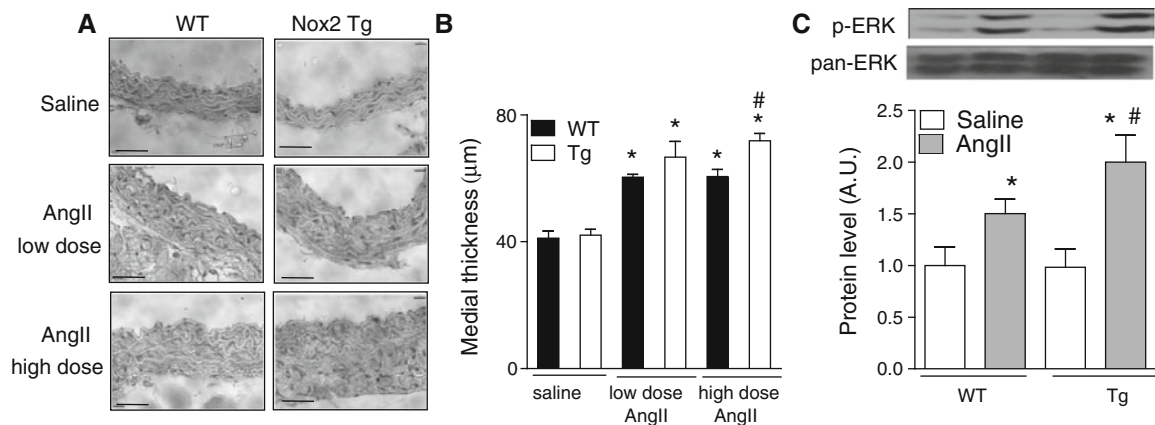 A
WT
Nox2 Tg
Saline
AngII
low dose
AngII
high dose
B
Medial thickness (μm)
80
40
0
WT
Tg
*
*
*
#
*
saline
low dose
AngII
high dose
AngII
C
p-ERK
pan-ERK
Protein level (A.U.)
2.5
2.0
1.5
1.0
0.5
0.0
Saline
AngII
*
* #
WT
Tg